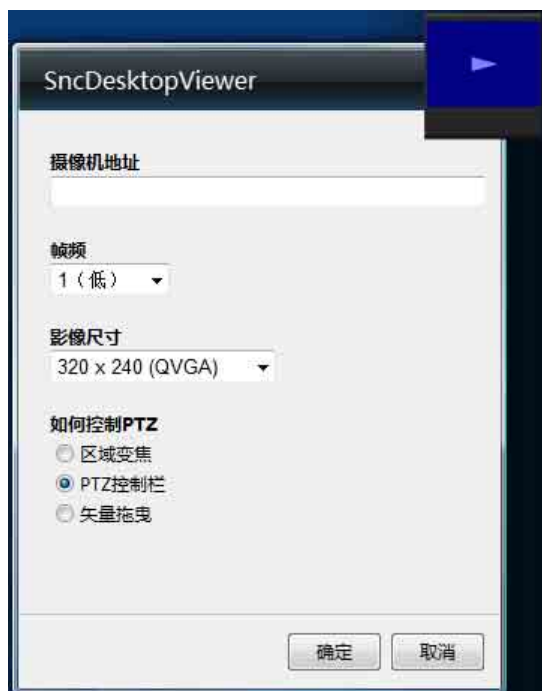 SncDesktopViewer
摄像机地址
帧频
1（低）
影像尺寸
320 x 240 (QVGA)
如何控制PTZ
区域变焦
PTZ控制栏
矢量拖曳
确定
取消